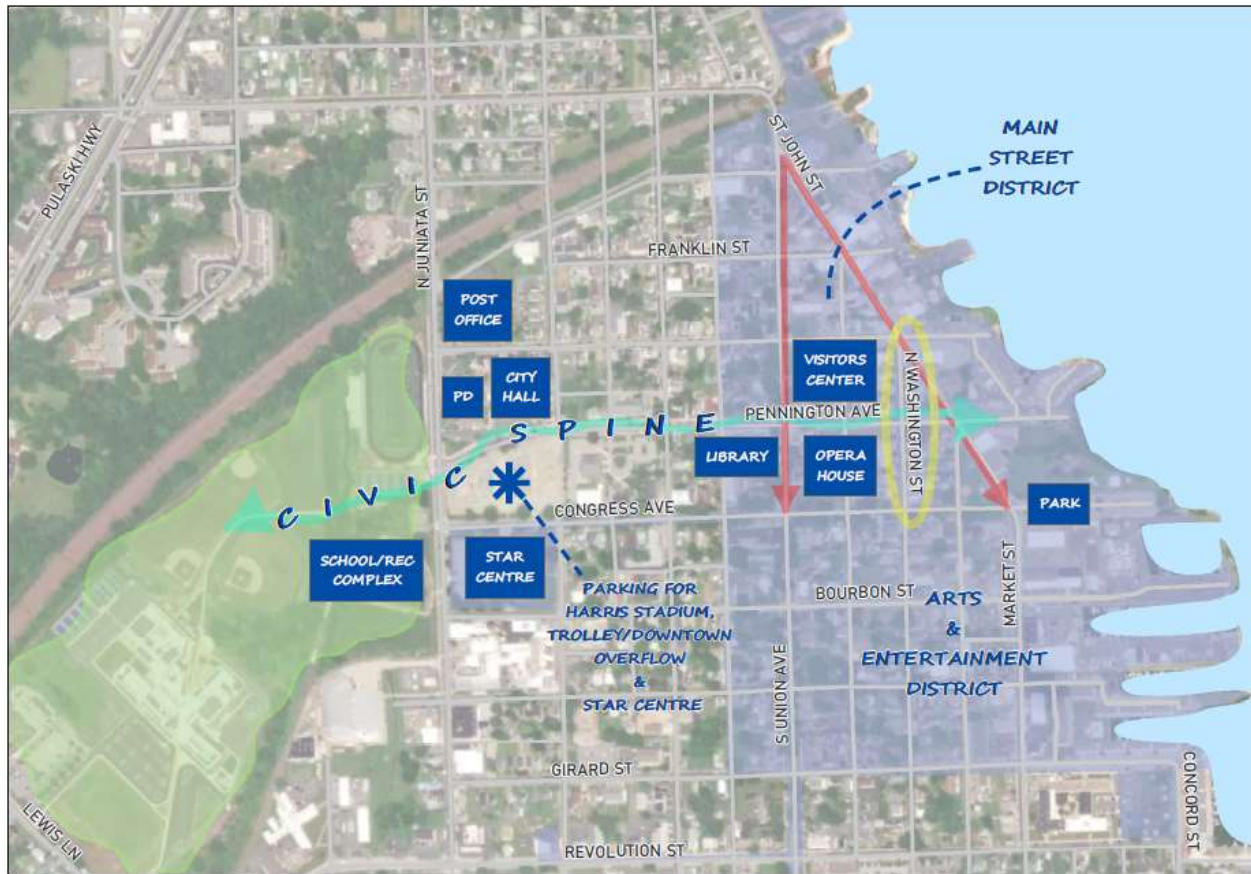 PULASKI HWY
N JUNIATA ST
ST JOHN ST
MAIN
STREET
DISTRICT
FRANKLIN ST
POST
OFFICE
VISITORS
CENTER
N WASHINGTON ST
PD
CITY
HALL
PENNINGTON AVE
CIVIC SPINE
LIBRARY
OPERA
HOUSE
CONGRESS AVE
PARK
SCHOOL/REC
COMPLEX
STAR
CENTRE
PARKING FOR
HARRIS STADIUM,
TROLLEY/DOWNTOWN
OVERFLOW
&
STAR CENTRE
BOURBON ST
MARKET ST
ARTS
&
ENTERTAINMENT
DISTRICT
S UNION AVE
GIRARD ST
CONCORD ST
LEWIS LN
REVOLUTION ST